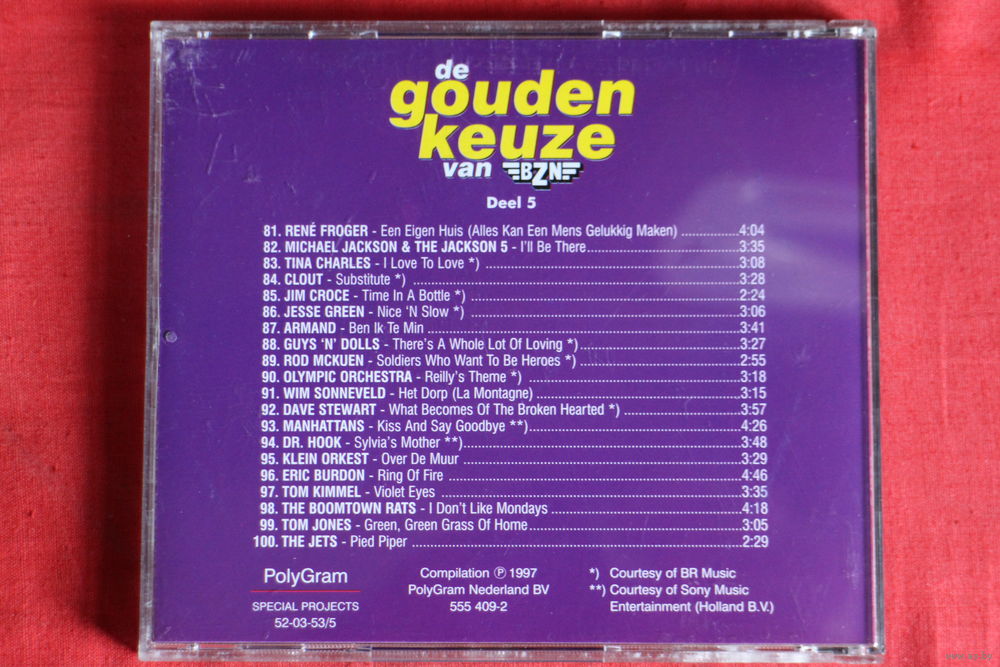 de
gouden
keuze
van BZN
Deel 5
81. RENÉ FROGER - Een Eigen Huis (Alles Kan Een Mens Gelukkig Maken) ................4:04
82. MICHAEL JACKSON & THE JACKSON 5 - I'll Be There..........................................3:35
83. TINA CHARLES - I Love To Love *) ....................................................................3:08
84. CLOUT - Substitute *) .......................................................................................3:28
85. JIM CROCE - Time In A Bottle *) .......................................................................2:24
86. JESSE GREEN - Nice 'N Slow *) ........................................................................3:06
87. ARMAND - Ben Ik Te Min ...................................................................................3:41
88. GUYS 'N' DOLLS - There's A Whole Lot Of Loving *)...........................................3:27
89. ROD MCKUEN - Soldiers Who Want To Be Heroes *) ..........................................2:55
90. OLYMPIC ORCHESTRA - Reilly's Theme *) .........................................................3:18
91. WIM SONNEVELD - Het Dorp (La Montagne) ......................................................3:15
92. DAVE STEWART - What Becomes Of The Broken Hearted *) ...............................3:57
93. MANHATTANS - Kiss And Say Goodbye **)........................................................4:26
94. DR. HOOK - Sylvia's Mother **)..........................................................................3:48
95. KLEIN ORKEST - Over De Muur .........................................................................3:29
96. ERIC BURDON - Ring Of Fire .............................................................................4:46
97. TOM KIMMEL - Violet Eyes ...............................................................................3:35
98. THE BOOMTOWN RATS - I Don't Like Mondays ..................................................4:18
99. TOM JONES - Green, Green Grass Of Home........................................................3:05
100. THE JETS - Pied Piper .....................................................................................2:29
PolyGram
SPECIAL PROJECTS
52-03-53/5
Compilation ℗ 1997
PolyGram Nederland BV
555 409-2
*) Courtesy of BR Music
**) Courtesy of Sony Music
Entertainment (Holland B.V.)